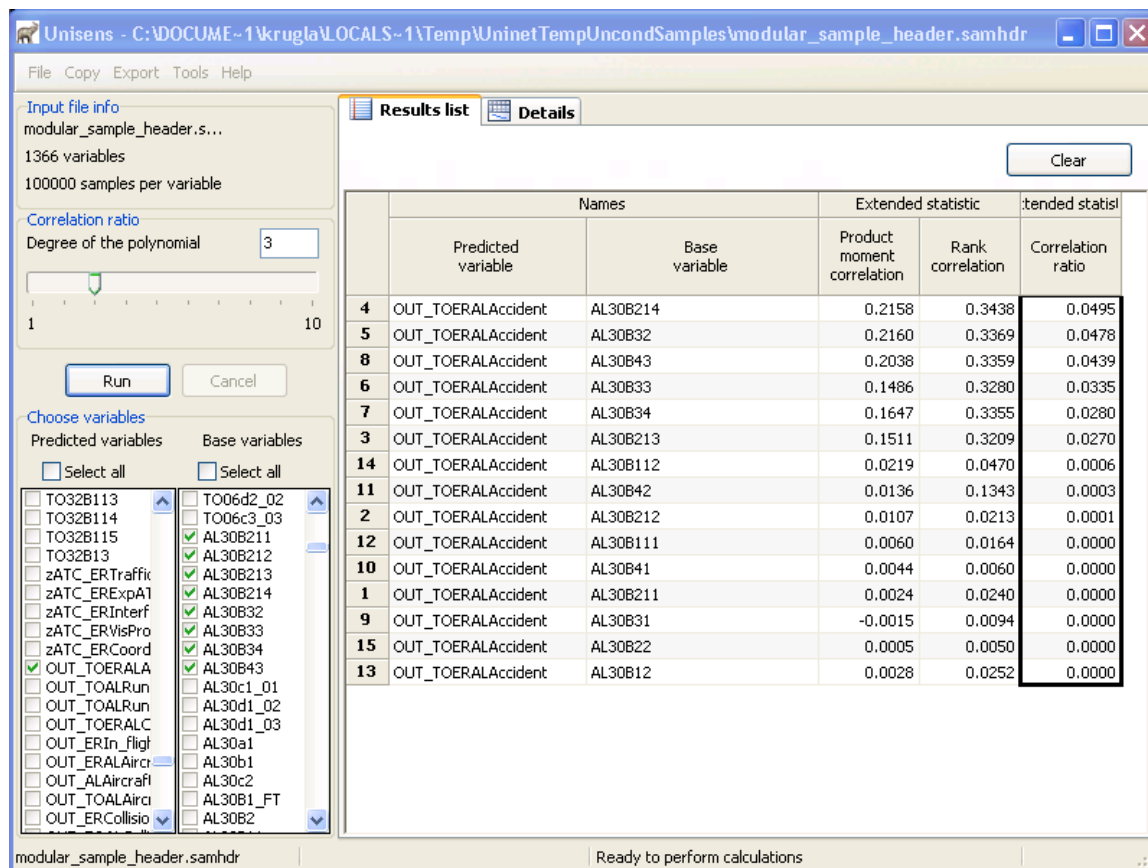 Unisens - C:\DOCUME~1\krugla\LOCALS~1\Temp\UninetTempUncondSamples\modular_sample_header.samhdr
File Copy Export Tools Help
Input file info
modular_sample_header.s...
1366 variables
100000 samples per variable
Correlation ratio
Degree of the polynomial 3
1 10
Run Cancel
Choose variables
Predicted variables Base variables
Select all Select all
TO32B113 TO06d2_02
TO32B114 TO06c3_03
TO32B115 AL30B211
TO32B13 AL30B212
zATC_ERTraffic AL30B213
zATC_ERExpAT AL30B214
zATC_ERInterf AL30B32
zATC_ERVisPro AL30B33
zATC_ERCoord AL30B34
OUT_TOERALA AL30B43
OUT_TOALRun AL30c1_01
OUT_TOALRun AL30d1_02
OUT_TOERALC AL30d1_03
OUT_ERIn_fligh AL30a1
OUT_ERALAircr AL30b1
OUT_ALAircraft AL30c2
OUT_TOALAircr AL30B1_FT
OUT_ERCollisio AL30B2
Results list Details
Clear
Names Extended statistic tended statist
Predicted variable Base variable Product moment correlation Rank correlation Correlation ratio
4 OUT_TOERALAccident AL30B214 0.2158 0.3438 0.0495
5 OUT_TOERALAccident AL30B32 0.2160 0.3369 0.0478
8 OUT_TOERALAccident AL30B43 0.2038 0.3359 0.0439
6 OUT_TOERALAccident AL30B33 0.1486 0.3280 0.0335
7 OUT_TOERALAccident AL30B34 0.1647 0.3355 0.0280
3 OUT_TOERALAccident AL30B213 0.1511 0.3209 0.0270
14 OUT_TOERALAccident AL30B112 0.0219 0.0470 0.0006
11 OUT_TOERALAccident AL30B42 0.0136 0.1343 0.0003
2 OUT_TOERALAccident AL30B212 0.0107 0.0213 0.0001
12 OUT_TOERALAccident AL30B111 0.0060 0.0164 0.0000
10 OUT_TOERALAccident AL30B41 0.0044 0.0060 0.0000
1 OUT_TOERALAccident AL30B211 0.0024 0.0240 0.0000
9 OUT_TOERALAccident AL30B31 -0.0015 0.0094 0.0000
15 OUT_TOERALAccident AL30B22 0.0005 0.0050 0.0000
13 OUT_TOERALAccident AL30B12 0.0028 0.0252 0.0000
modular_sample_header.samhdr Ready to perform calculations